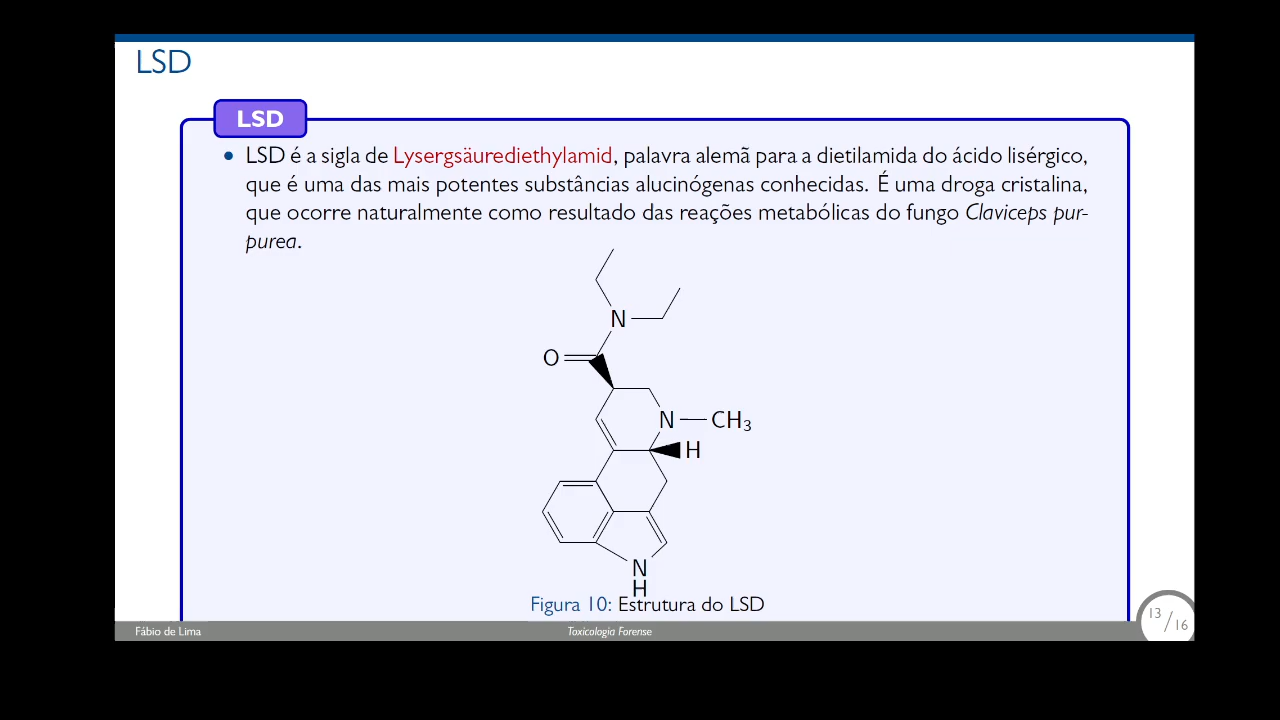 LSD
LSD
• LSD é a sigla de Lysergsäurediethylamid, palavra alemã para a dietilamida do ácido lisérgico,
que é uma das mais potentes substâncias alucinógenas conhecidas. É uma droga cristalina,
que ocorre naturalmente como resultado das reações metabólicas do fungo Claviceps pur-
purea.
N
O
N CH₃
H
N
H
Figura 10: Estrutura do LSD
13/16
Fábio de Lima Toxicologia Forense